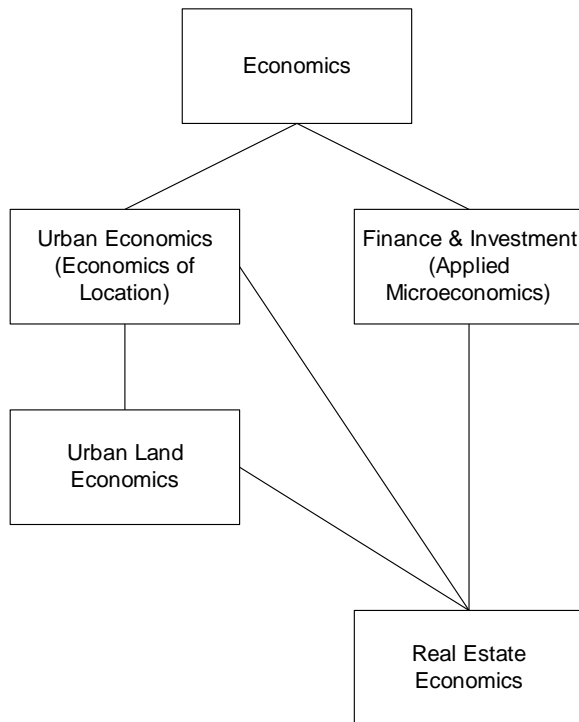 Economics
Urban Economics
(Economics of
Location)
Finance & Investment
(Applied
Microeconomics)
Urban Land
Economics
Real Estate
Economics